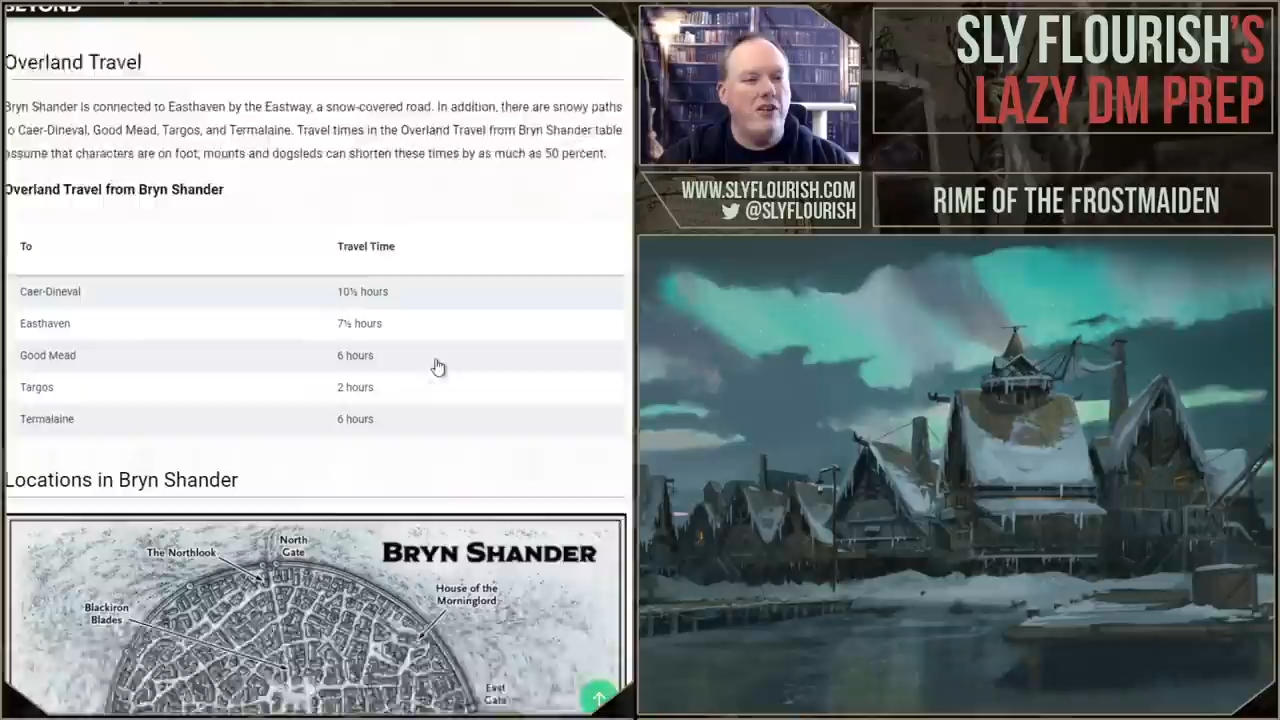 BEYOND
Overland Travel
Bryn Shander is connected to Easthaven by the Eastway, a snow-covered road. In addition, there are snowy paths
to Caer-Dineval, Good Mead, Targos, and Termalaine. Travel times in the Overland Travel from Bryn Shander table
assume that characters are on foot; mounts and dogsleds can shorten these times by as much as 50 percent.
Overland Travel from Bryn Shander
To Travel Time
Caer-Dineval 10½ hours
Easthaven 7½ hours
Good Mead 6 hours
Targos 2 hours
Termalaine 6 hours
Locations in Bryn Shander
BRYN SHANDER
The Northlook
North
Gate
House of the
Morninglord
Blackiron
Blades
East
Gate
SLY FLOURISH'S
LAZY DM PREP
WWW.SLYFLOURISH.COM
@SLYFLOURISH
RIME OF THE FROSTMAIDEN